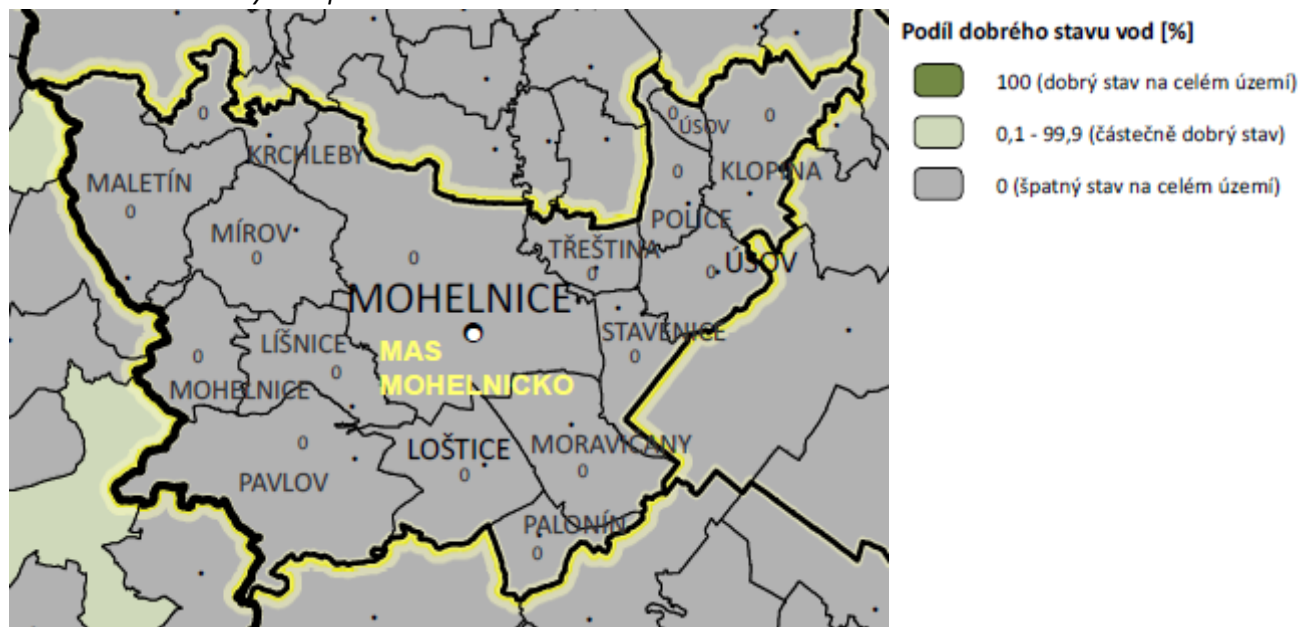 Podíl dobrého stavu vod [%]
100 (dobrý stav na celém území)
0,1 - 99,9 (částečně dobrý stav)
0 (špatný stav na celém území)
0
0
ÚSOV
0
KRCHLEBY
MALETÍN
0
KLOPINA
0
POLICE
MÍROV
0
0
TŘEŠTINA
0
0
ÚSOV
MOHELNICE
STAVENICE
0
LÍŠNICE
0
MAS
MOHELNICKO
0
MOHELNICE
0
LOŠTICE
0
MORAVIČANY
0
PAVLOV
PALONÍN
0